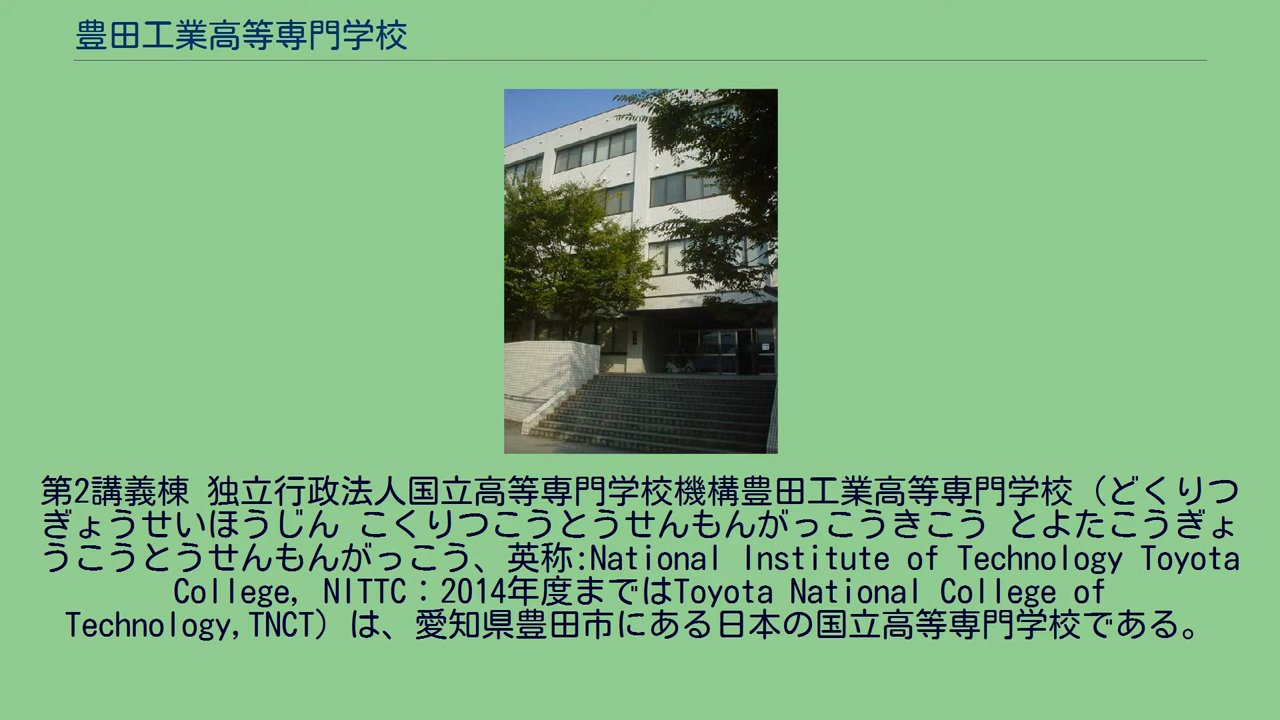 豊田工業高等専門学校
第2講義棟 独立行政法人国立高等専門学校機構豊田工業高等専門学校（どくりつ
ぎょうせいほうじん こくりつこうとうせんもんがっこうきこう とよたこうぎょ
うこうとうせんもんがっこう、英称:National Institute of Technology Toyota
College, NITTC：2014年度まではToyota National College of
Technology,TNCT）は、愛知県豊田市にある日本の国立高等専門学校である。